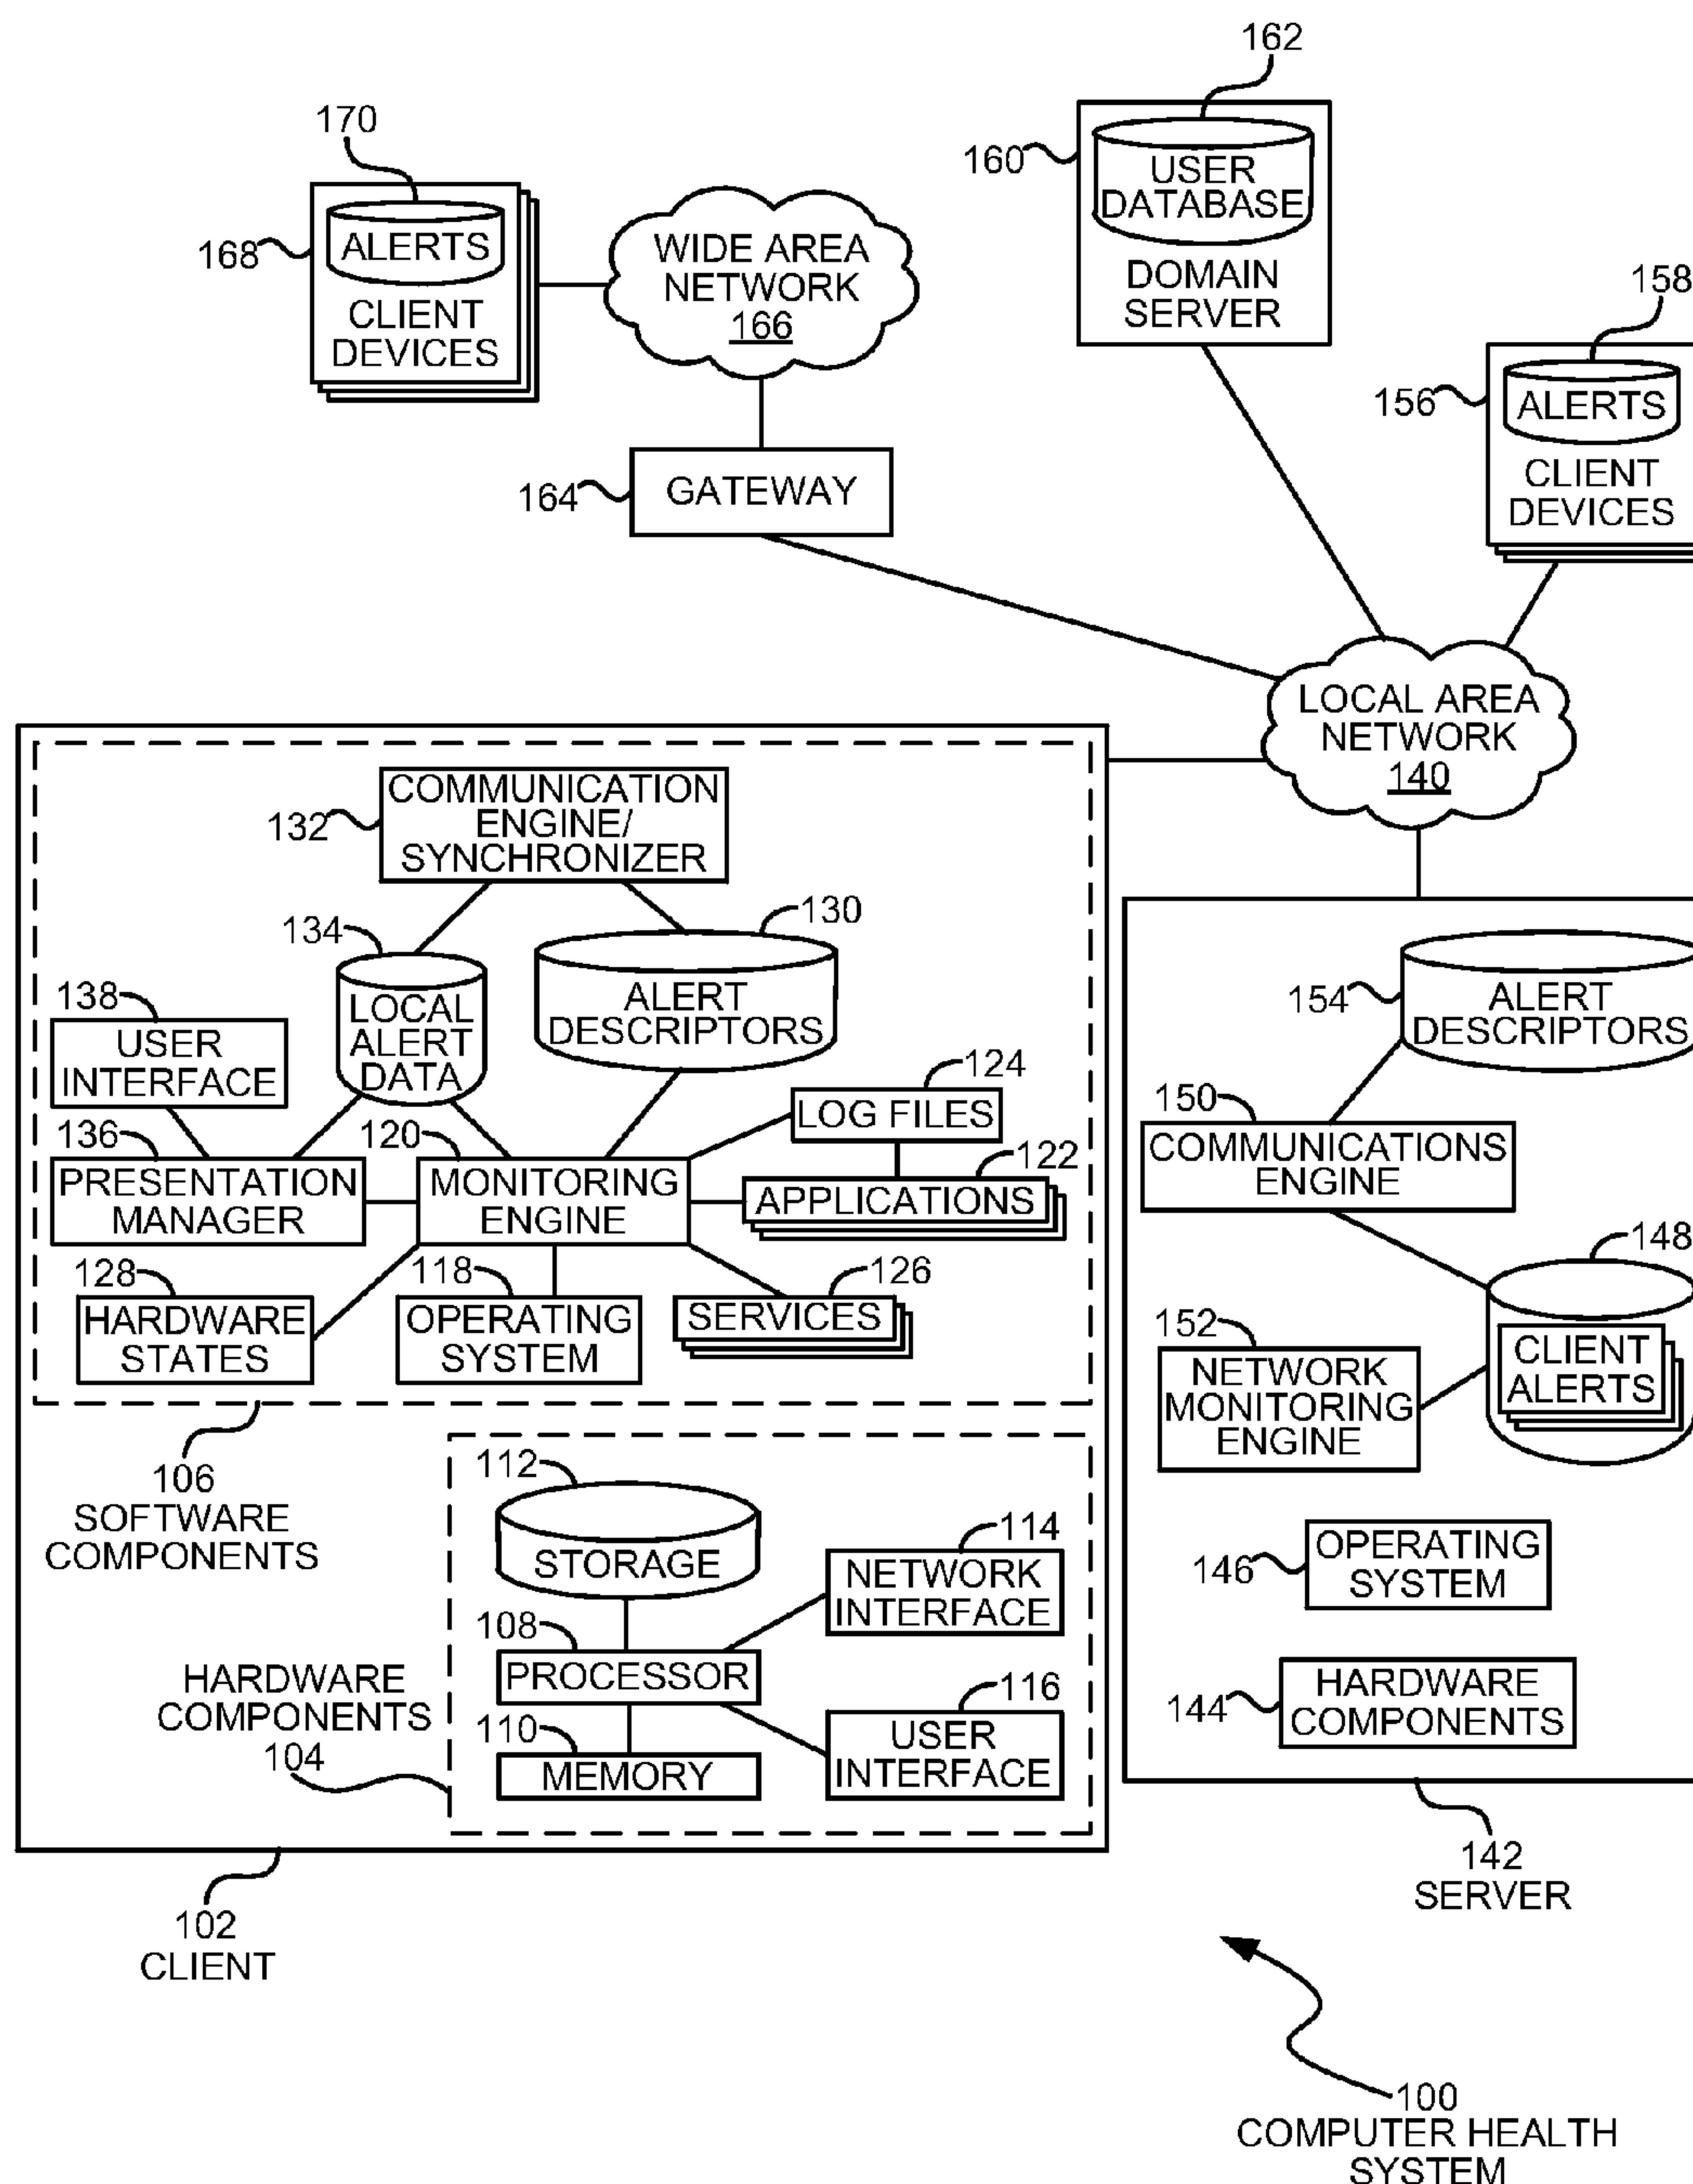 162
170
160
USER
DATABASE
DOMAIN
SERVER
168
ALERTS
CLIENT
DEVICES
WIDE AREA
NETWORK
166
158
156
ALERTS
CLIENT
DEVICES
164
GATEWAY
LOCAL AREA
NETWORK
140
132
COMMUNICATION
ENGINE/
SYNCHRONIZER
134
LOCAL
ALERT
DATA
130
ALERT
DESCRIPTORS
138
USER
INTERFACE
124
LOG FILES
136
PRESENTATION
MANAGER
120
MONITORING
ENGINE
122
APPLICATIONS
128
HARDWARE
STATES
118
OPERATING
SYSTEM
126
SERVICES
106
SOFTWARE
COMPONENTS
112
STORAGE
114
NETWORK
INTERFACE
108
PROCESSOR
HARDWARE
COMPONENTS
104
110
MEMORY
116
USER
INTERFACE
102
CLIENT
154
ALERT
DESCRIPTORS
150
COMMUNICATIONS
ENGINE
148
CLIENT
ALERTS
152
NETWORK
MONITORING
ENGINE
146
OPERATING
SYSTEM
144
HARDWARE
COMPONENTS
142
SERVER
100
COMPUTER HEALTH
SYSTEM